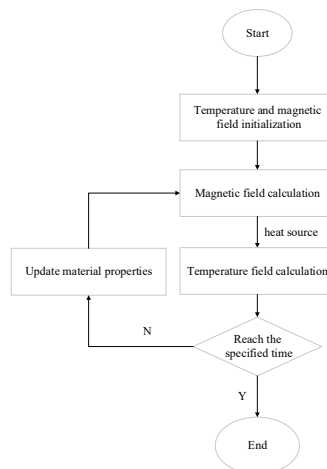 Start
Temperature and magnetic
field initialization
Magnetic field calculation
heat source
Update material properties
Temperature field calculation
N
Reach the
specified time
Y
End